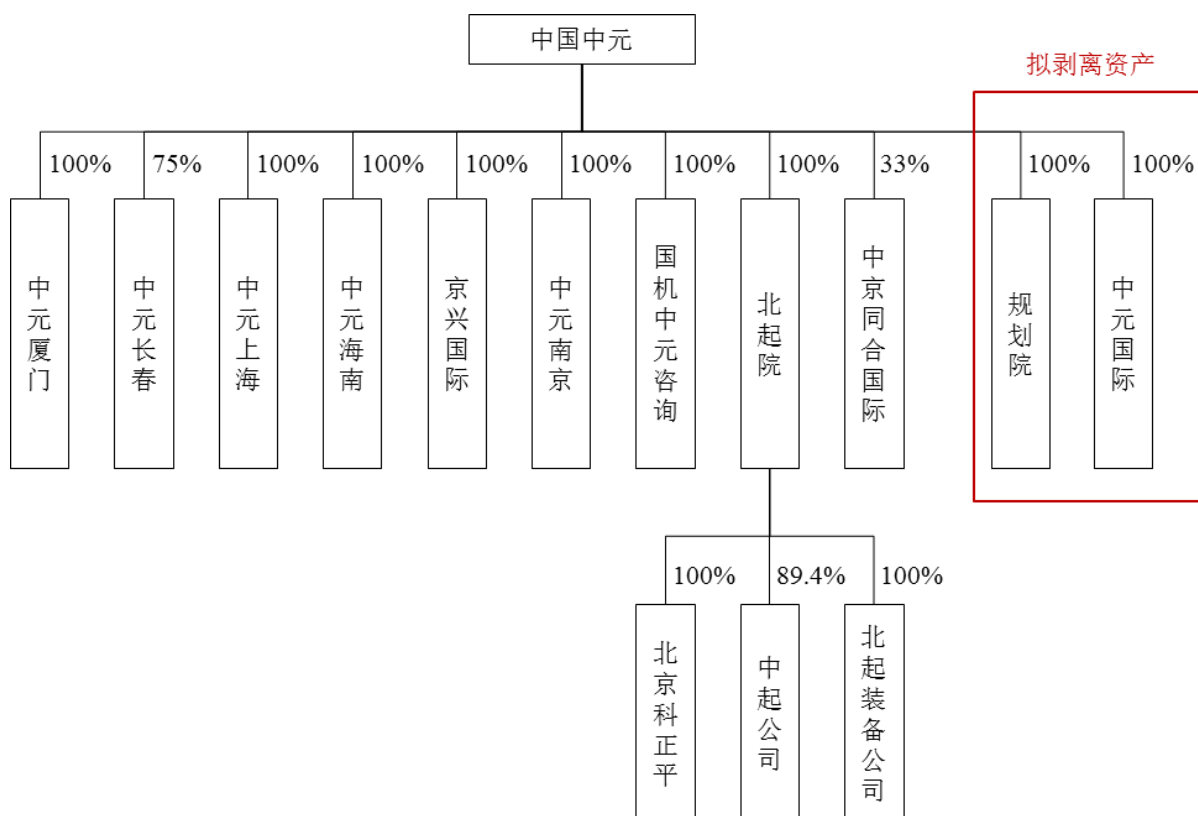 中国中元
拟剥离资产
100%
75%
100%
100%
100%
100%
100%
100%
33%
100%
100%
中元厦门
中元长春
中元上海
中元海南
京兴国际
中元南京
国机中元咨询
北起院
中京同合国际
规划院
中元国际
100%
89.4%
100%
北京科正平
中起公司
北起装备公司